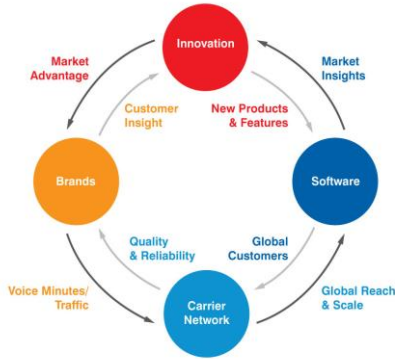 Innovation
Market
Advantage
Market
Insights
Customer
Insight
New Products
& Features
Brands
Software
Quality
& Reliability
Global
Customers
Voice Minutes/
Traffic
Carrier
Network
Global Reach
& Scale